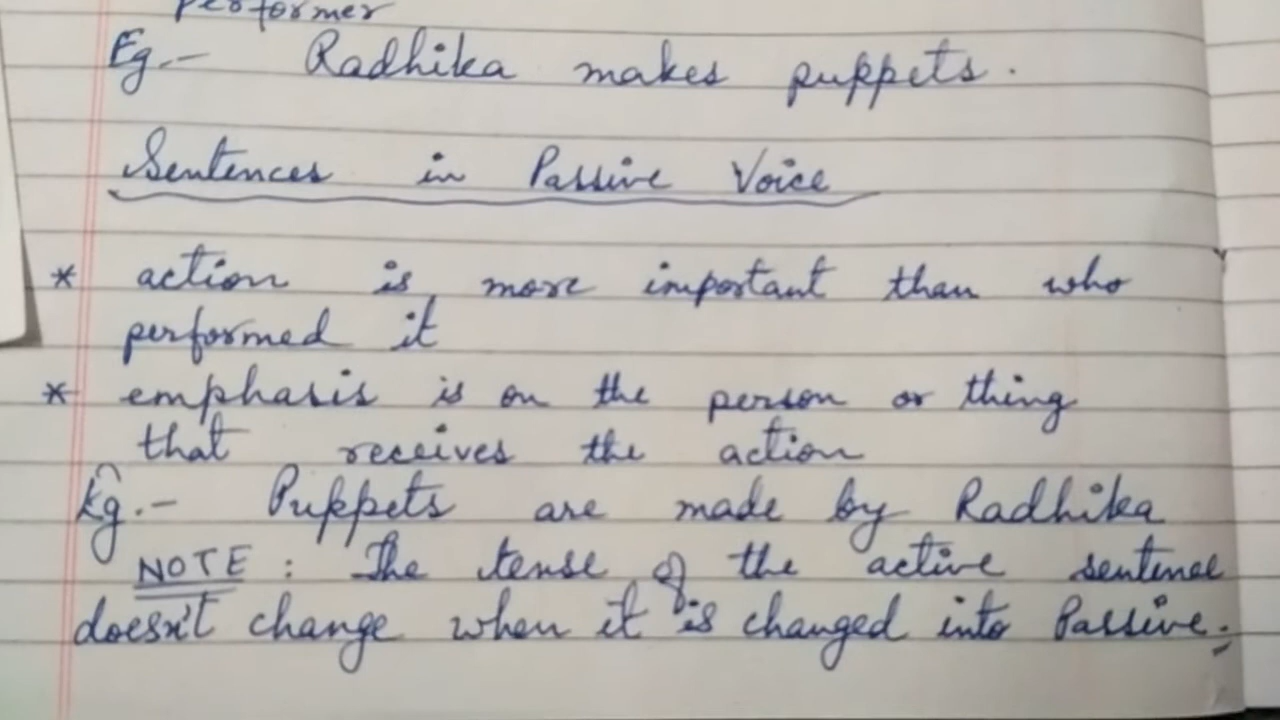 performer
Eg.- Radhika makes puppets.
Sentences in Passive Voice
* action is more important than who
performed it
* emphasis is on the person or thing
that receives the action
Eg.- Puppets are made by Radhika
NOTE : The tense of the active sentence
doesn't change when it is changed into Passive.